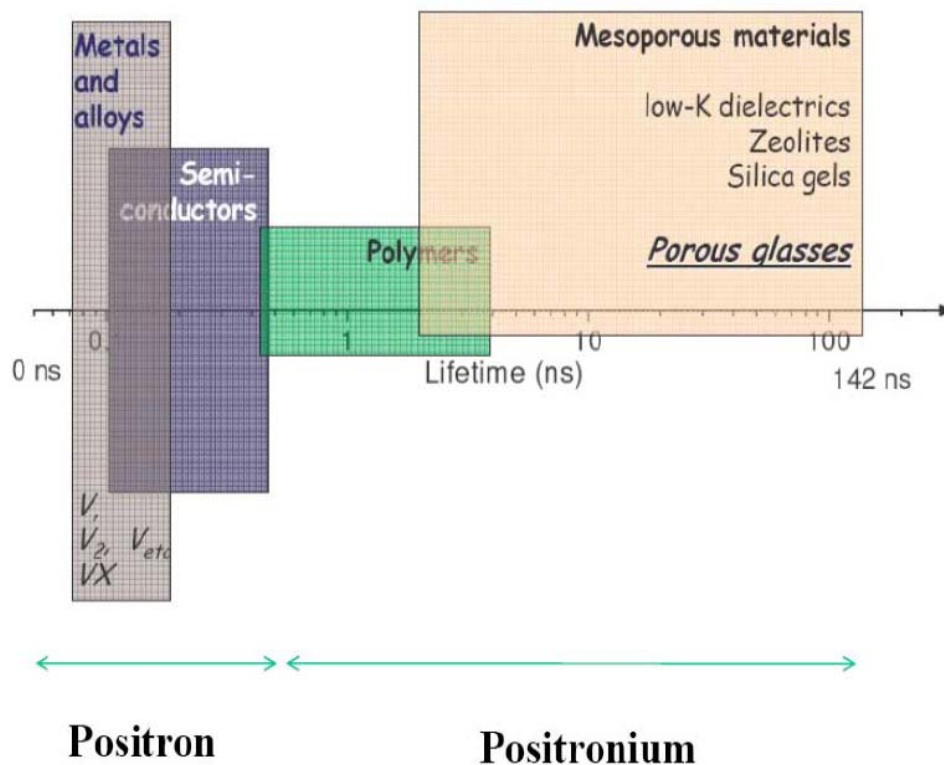 Metals
and
alloys
Semi-
conductors
Polymers
Mesoporous materials
low-K dielectrics
Zeolites
Silica gels
Porous glasses
1
10
100
0 ns
Lifetime (ns)
142 ns
V,
V2, Vetc
VX
Positron
Positronium